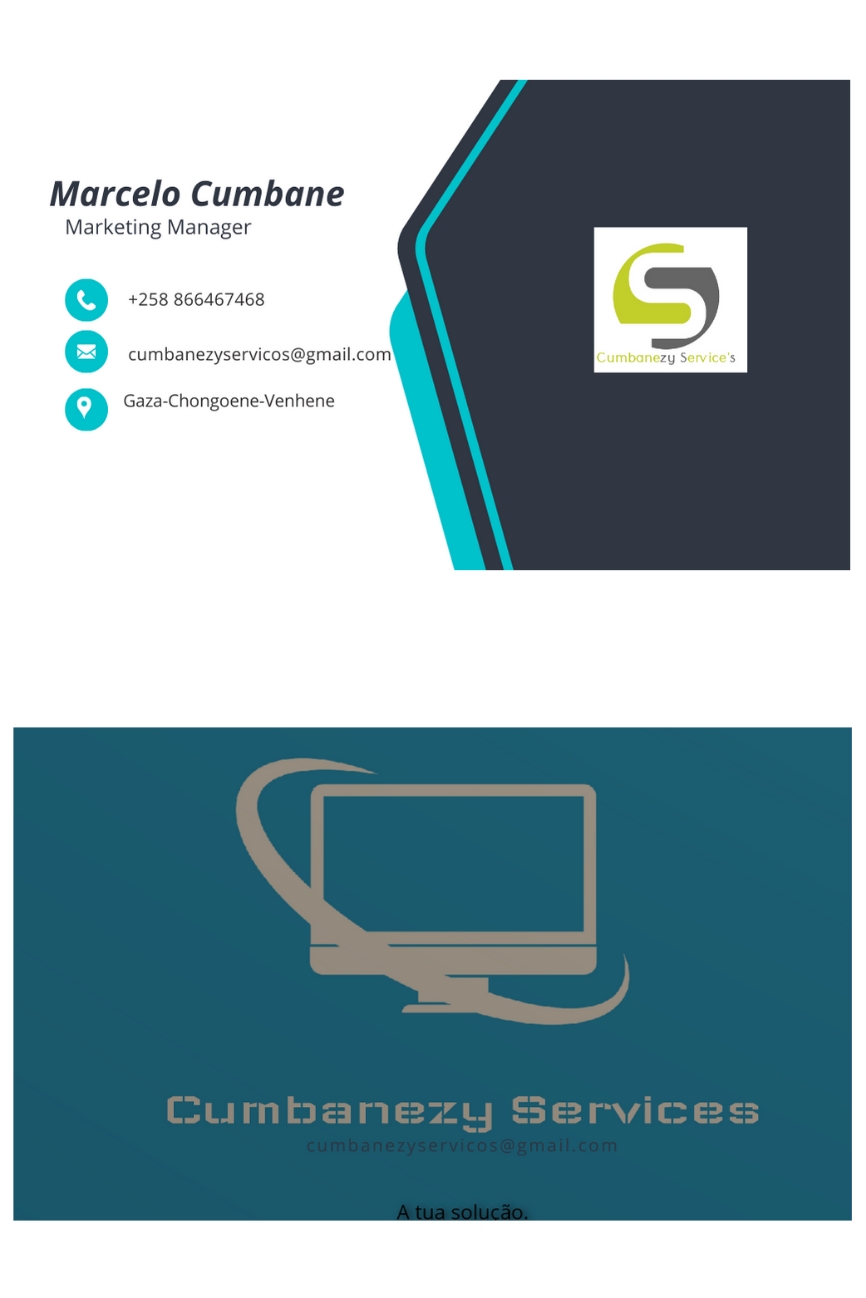 Marcelo Cumbane
Marketing Manager
+258 866467468
cumbanezyservicos@gmail.com
Gaza-Chongoene-Venhene
Cumbanezy Service's
Cumbanezy Services
cumbanezyservicos@gmail.com
A tua solução.